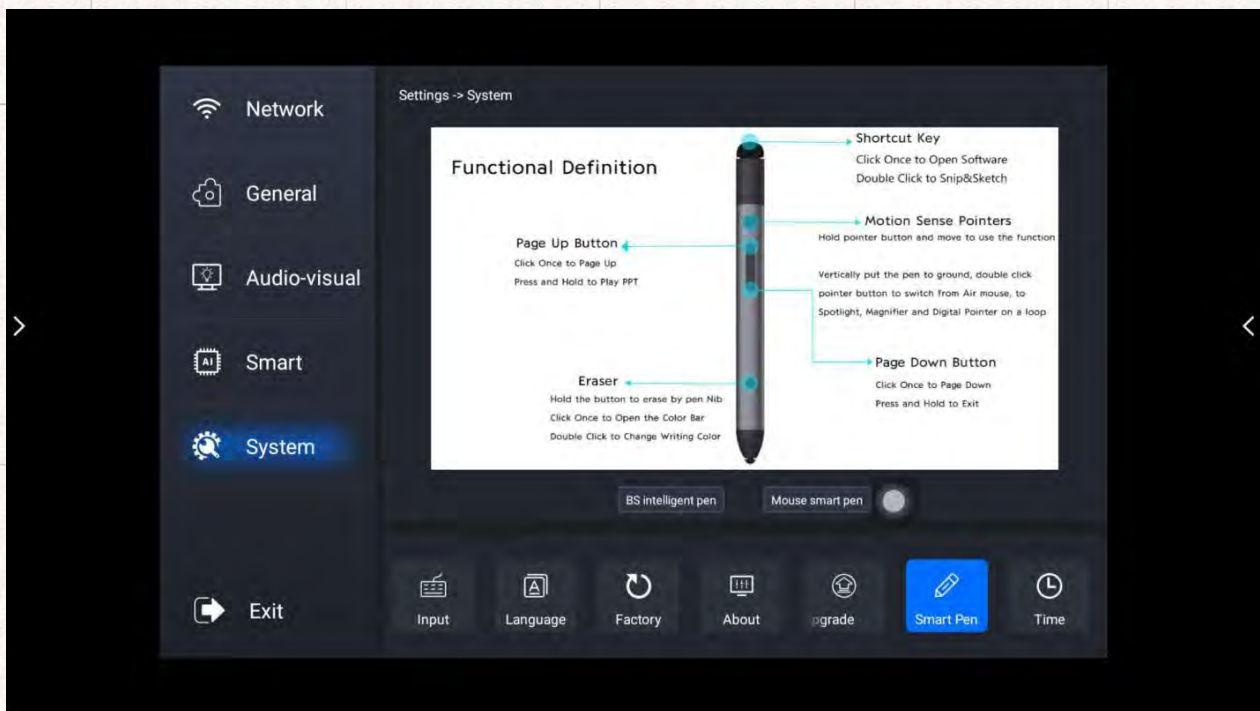 Network
General
Audio-visual
AI
Smart
System
Exit
Settings -> System
Functional Definition
Shortcut Key
Click Once to Open Software
Double Click to Snip&Sketch
Motion Sense Pointers
Hold pointer button and move to use the function
Vertically put the pen to ground, double click
pointer button to switch from Air mouse, to
Spotlight, Magnifier and Digital Pointer on a loop
Page Up Button
Click Once to Page Up
Press and Hold to Play PPT
Page Down Button
Click Once to Page Down
Press and Hold to Exit
Eraser
Hold the button to erase by pen Nib
Click Once to Open the Color Bar
Double Click to Change Writing Color
BS intelligent pen
Mouse smart pen
A
Input
Language
Factory
About
pgrade
Smart Pen
Time